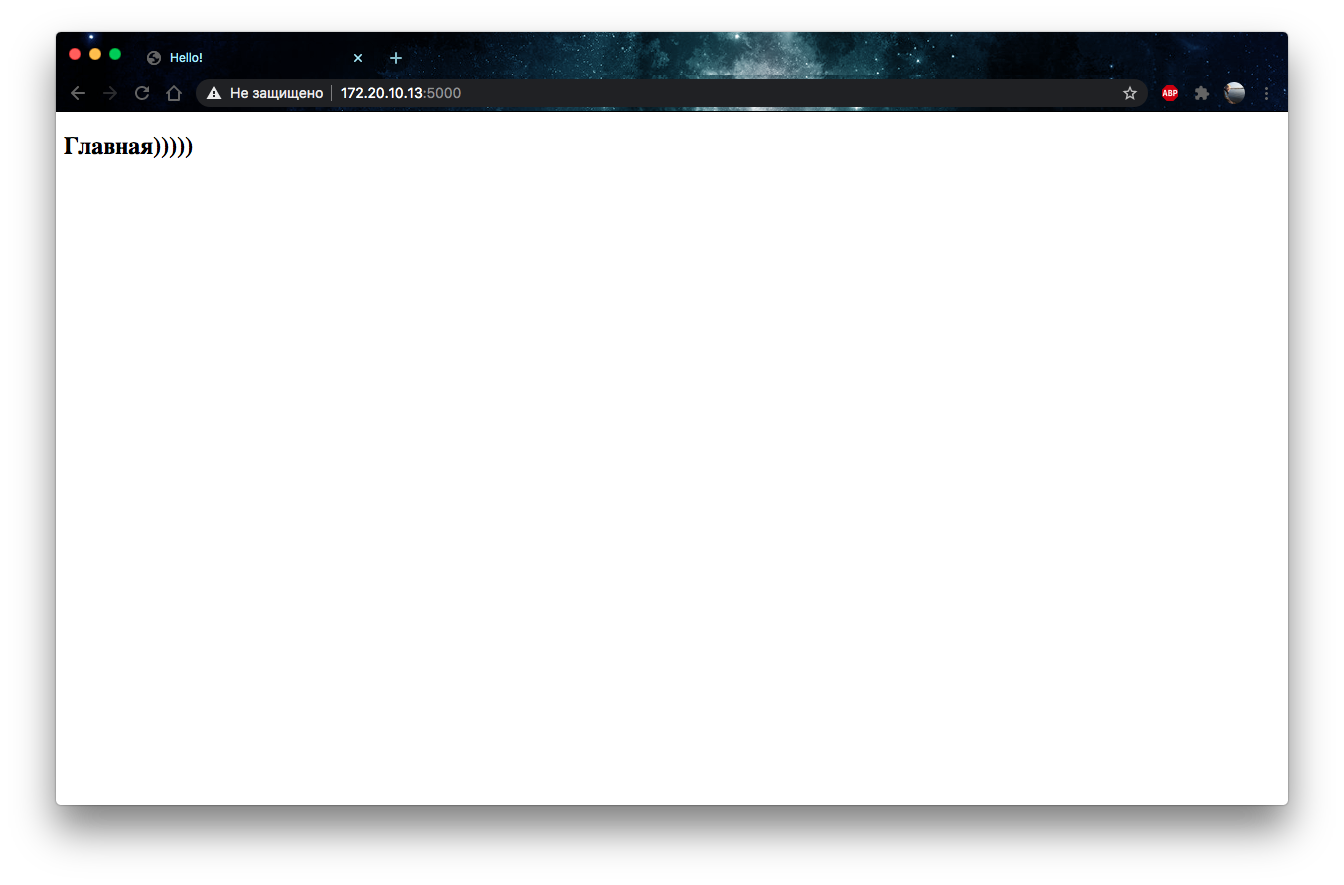 Hello!
Не защищено 172.20.10.13:5000
ABP
Главная)))))